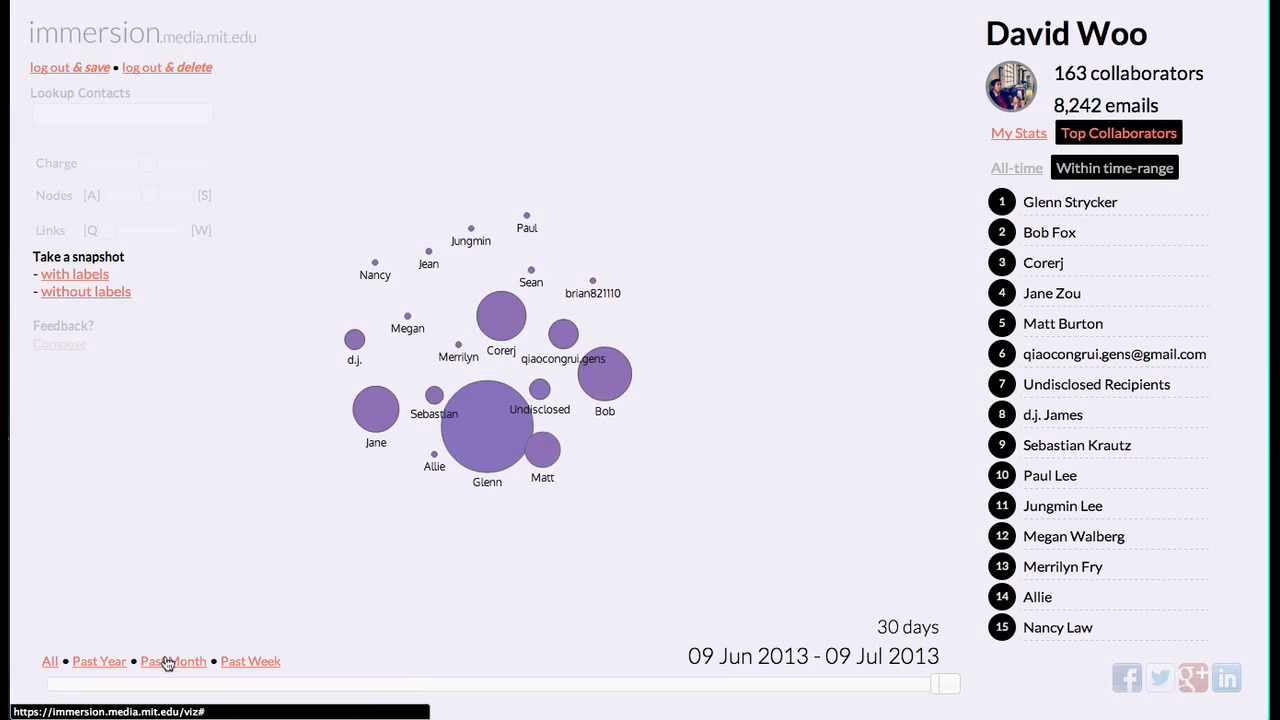 immersion.media.mit.edu
log out & save • log out & delete
Lookup Contacts
Charge
Nodes [A] [S]
Links [Q [W]
Take a snapshot
- with labels
- without labels
Feedback?
Compose
Paul
Jungmin
Jean
Nancy
Sean
brian821110
Megan
Merrilyn
Corerj
qiaocongrui.gens
d.j.
Sebastian
Undisclosed
Bob
Jane
Allie
Glenn
Matt
All • Past Year • Past Month • Past Week
30 days
09 Jun 2013 - 09 Jul 2013
https://immersion.media.mit.edu/viz#
David Woo
163 collaborators
8,242 emails
My Stats Top Collaborators
All-time Within time-range
1 Glenn Strycker
2 Bob Fox
3 Corerj
4 Jane Zou
5 Matt Burton
6 qiaocongrui.gens@gmail.com
7 Undisclosed Recipients
8 d.j. James
9 Sebastian Krautz
10 Paul Lee
11 Jungmin Lee
12 Megan Walberg
13 Merrilyn Fry
14 Allie
15 Nancy Law